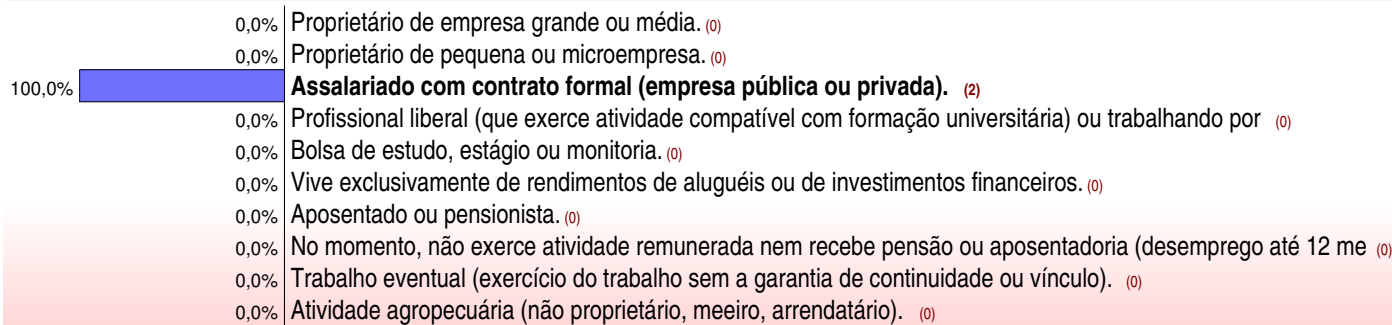 0,0% Proprietário de empresa grande ou média. (0)
0,0% Proprietário de pequena ou microempresa. (0)
100,0% Assalariado com contrato formal (empresa pública ou privada). (2)
0,0% Profissional liberal (que exerce atividade compatível com formação universitária) ou trabalhando por (0)
0,0% Bolsa de estudo, estágio ou monitoria. (0)
0,0% Vive exclusivamente de rendimentos de aluguéis ou de investimentos financeiros. (0)
0,0% Aposentado ou pensionista. (0)
0,0% No momento, não exerce atividade remunerada nem recebe pensão ou aposentadoria (desemprego até 12 me (0)
0,0% Trabalho eventual (exercício do trabalho sem a garantia de continuidade ou vínculo). (0)
0,0% Atividade agropecuária (não proprietário, meeiro, arrendatário). (0)